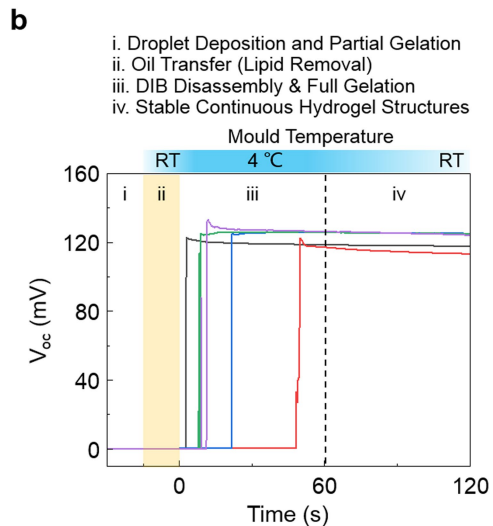 b
i. Droplet Deposition and Partial Gelation
ii. Oil Transfer (Lipid Removal)
iii. DIB Disassembly & Full Gelation
iv. Stable Continuous Hydrogel Structures
Mould Temperature
RT 4 °C RT
160
i ii iii iv
120
80
40
0
V_oc (mV)
0 60 120
Time (s)